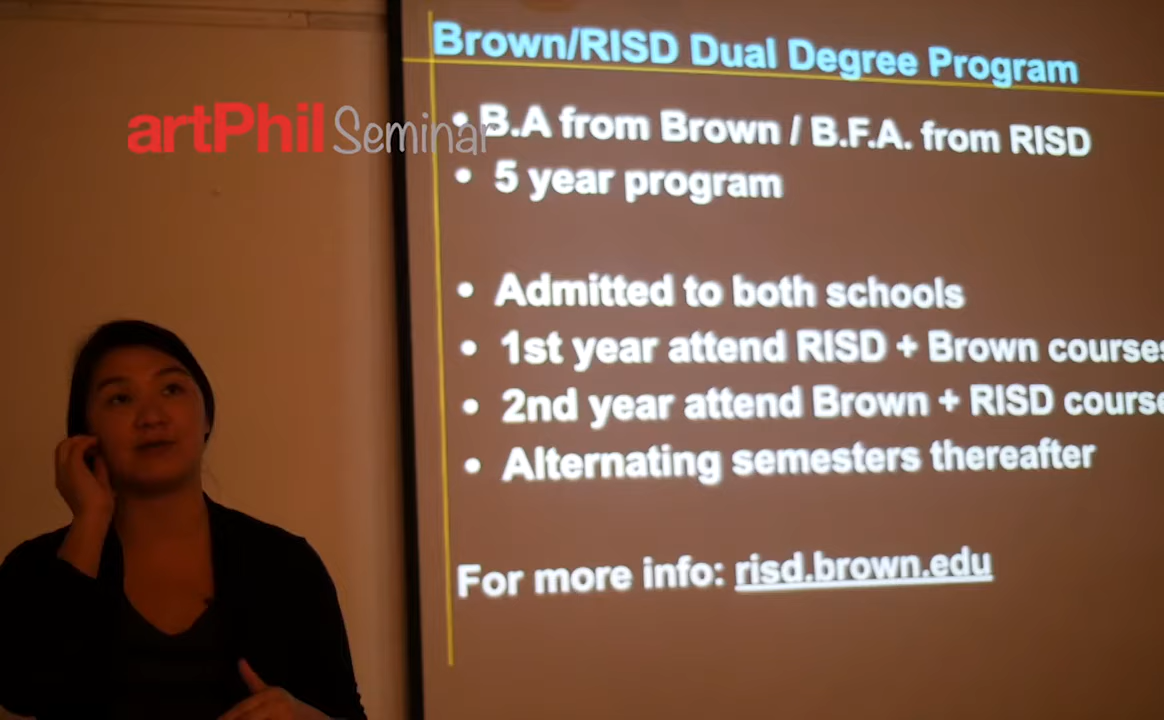 Brown/RISD Dual Degree Program
artPhil Seminar
• B.A from Brown / B.F.A. from RISD
• 5 year program
• Admitted to both schools
• 1st year attend RISD + Brown courses
• 2nd year attend Brown + RISD course
• Alternating semesters thereafter
For more info: risd.brown.edu